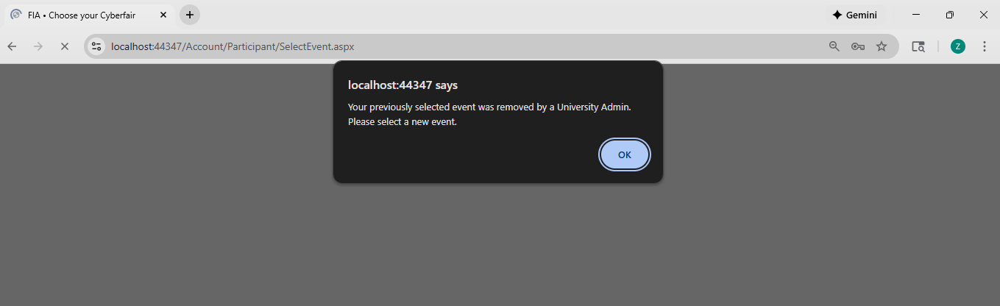 FIA • Choose your Cyberfair
Gemini
localhost:44347/Account/Participant/SelectEvent.aspx
Z
localhost:44347 says
Your previously selected event was removed by a University Admin.
Please select a new event.
OK